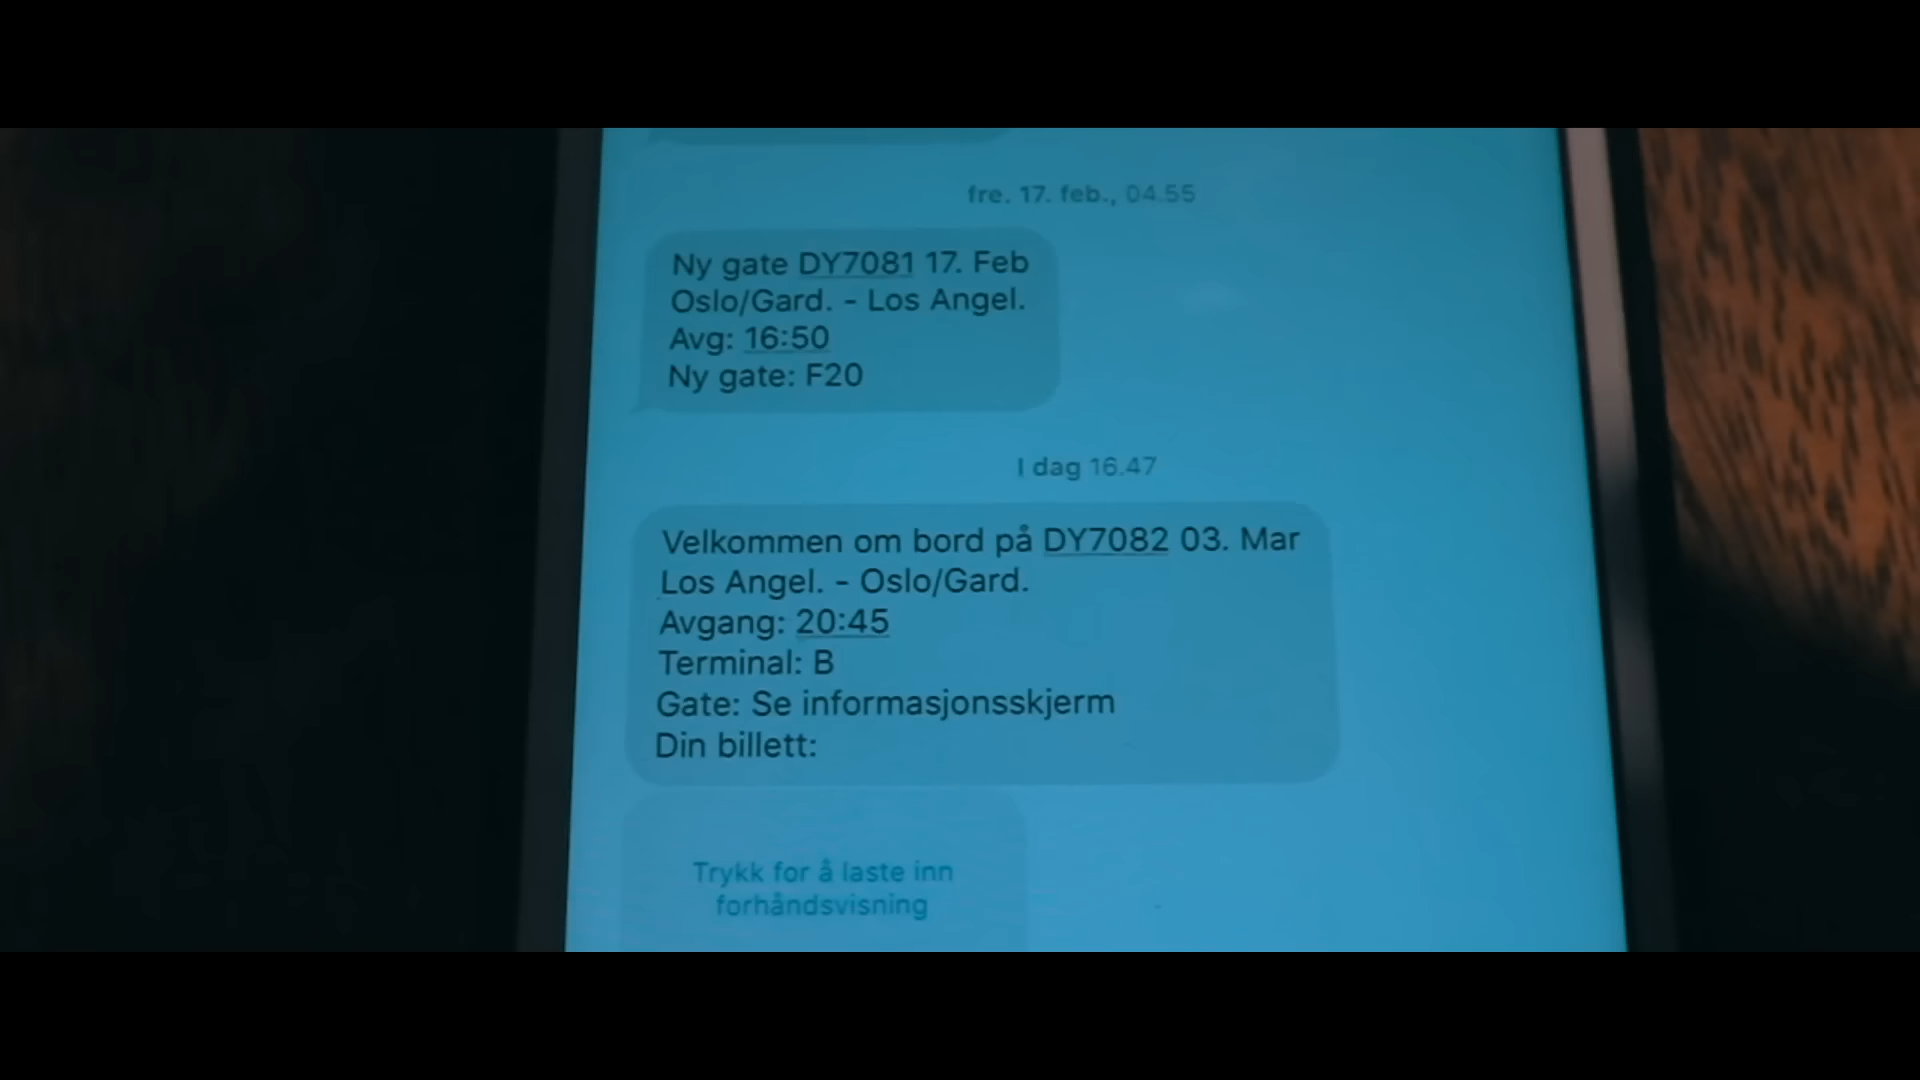 fre. 17. feb., 04.55
Ny gate DY7081 17. Feb
Oslo/Gard. - Los Angel.
Avg: 16:50
Ny gate: F20
I dag 16.47
Velkommen om bord på DY7082 03. Mar
Los Angel. - Oslo/Gard.
Avgang: 20:45
Terminal: B
Gate: Se informasjonsskjerm
Din billett:
Trykk for å laste inn
forhåndsvisning